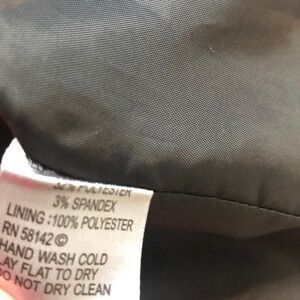 32% POLYESTER
3% SPANDEX
LINING :100% POLYESTER
RN 58142 ©
HAND WASH COLD
LAY FLAT TO DRY
DO NOT DRY CLEAN